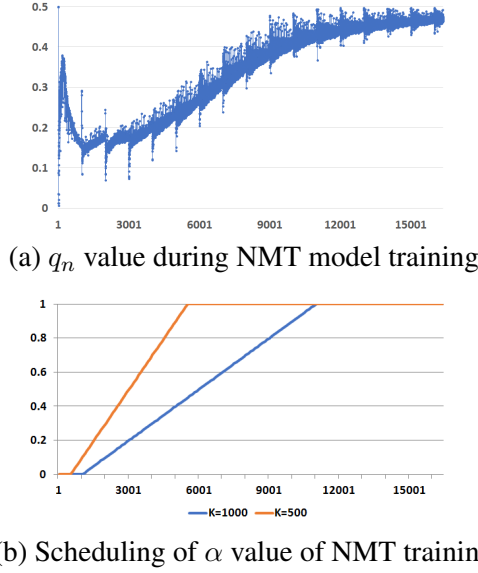 0.5
0.4
0.3
0.2
0.1
0
1 3001 6001 9001 12001 15001
(a) qn value during NMT model training
1
0.8
0.6
0.4
0.2
0
1 3001 6001 9001 12001 15001
K=1000 K=500
(b) Scheduling of α value of NMT trainin